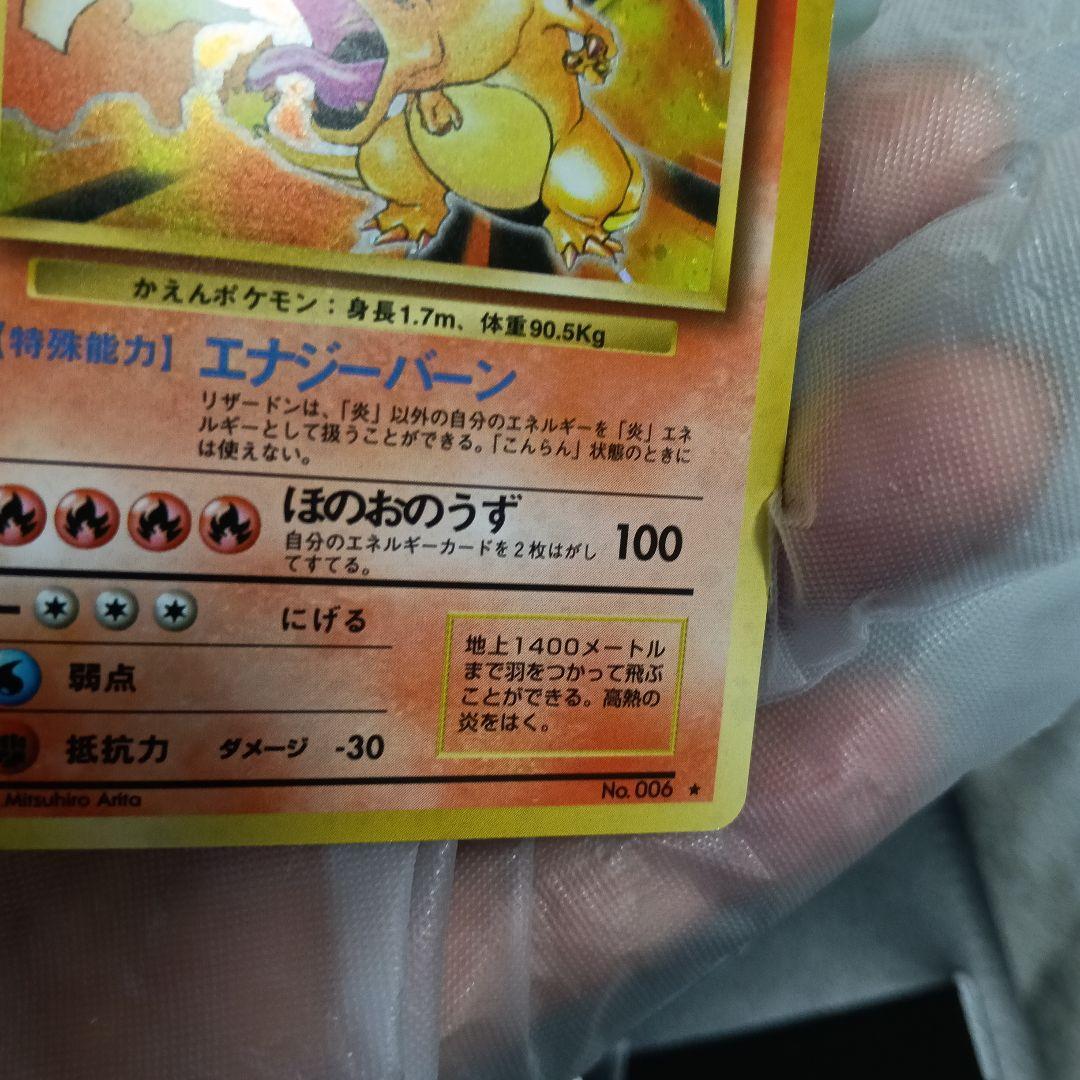 かえんポケモン：身長1.7m、体重90.5Kg
【特殊能力】 エナジーバーン
リザードンは、「炎」以外の自分のエネルギーを「炎」エネ
ルギーとして扱うことができる。「こんらん」状態のときに
は使えない。
ほのおのうず 100
自分のエネルギーカードを２枚はがし
てすてる。
にげる
弱点
抵抗力 ダメージ -30
地上1400メートル
まで羽をつかって飛ぶ
ことができる。高熱の
炎をはく。
Mitsuhiro Arita
No. 006 ★